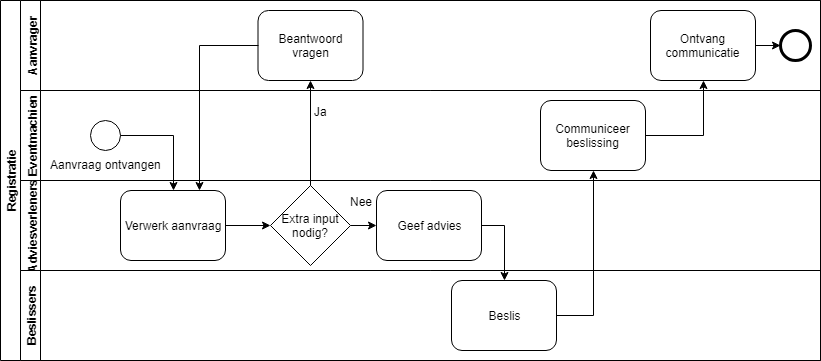 Registratie
Aanvrager
Beantwoord
vragen
Ontvang
communicatie
Eventmachien
Ja
Aanvraag ontvangen
Communiceer
beslissing
Adviesverleners
Verwerk aanvraag
Extra input
nodig?
Nee
Geef advies
Beslissers
Beslis